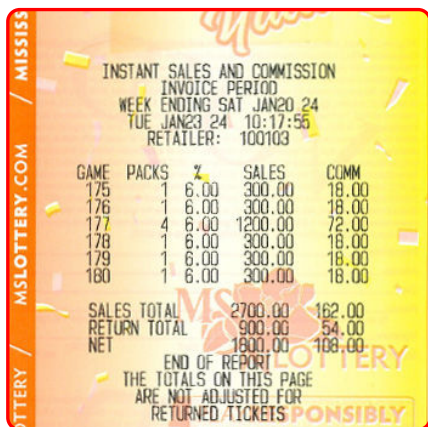 INSTANT SALES AND COMMISSION
INVOICE PERIOD
WEEK ENDING SAT JAN20 24
TUE JAN23 24 10:17:55
RETAILER: 100103
GAME PACKS % SALES COMM
175 1 6.00 300.00 18.00
176 1 6.00 300.00 18.00
177 4 6.00 1200.00 72.00
178 1 6.00 300.00 18.00
179 1 6.00 300.00 18.00
180 1 6.00 300.00 18.00
SALES TOTAL 2700.00 162.00
RETURN TOTAL 900.00 54.00
NET 1800.00 108.00
END OF REPORT
THE TOTALS ON THIS PAGE
ARE NOT ADJUSTED FOR
RETURNED TICKETS
MISSISS
/ MSLOTTERY.COM /
OTTERY
MS
LOTTERY
SPONSIBLY